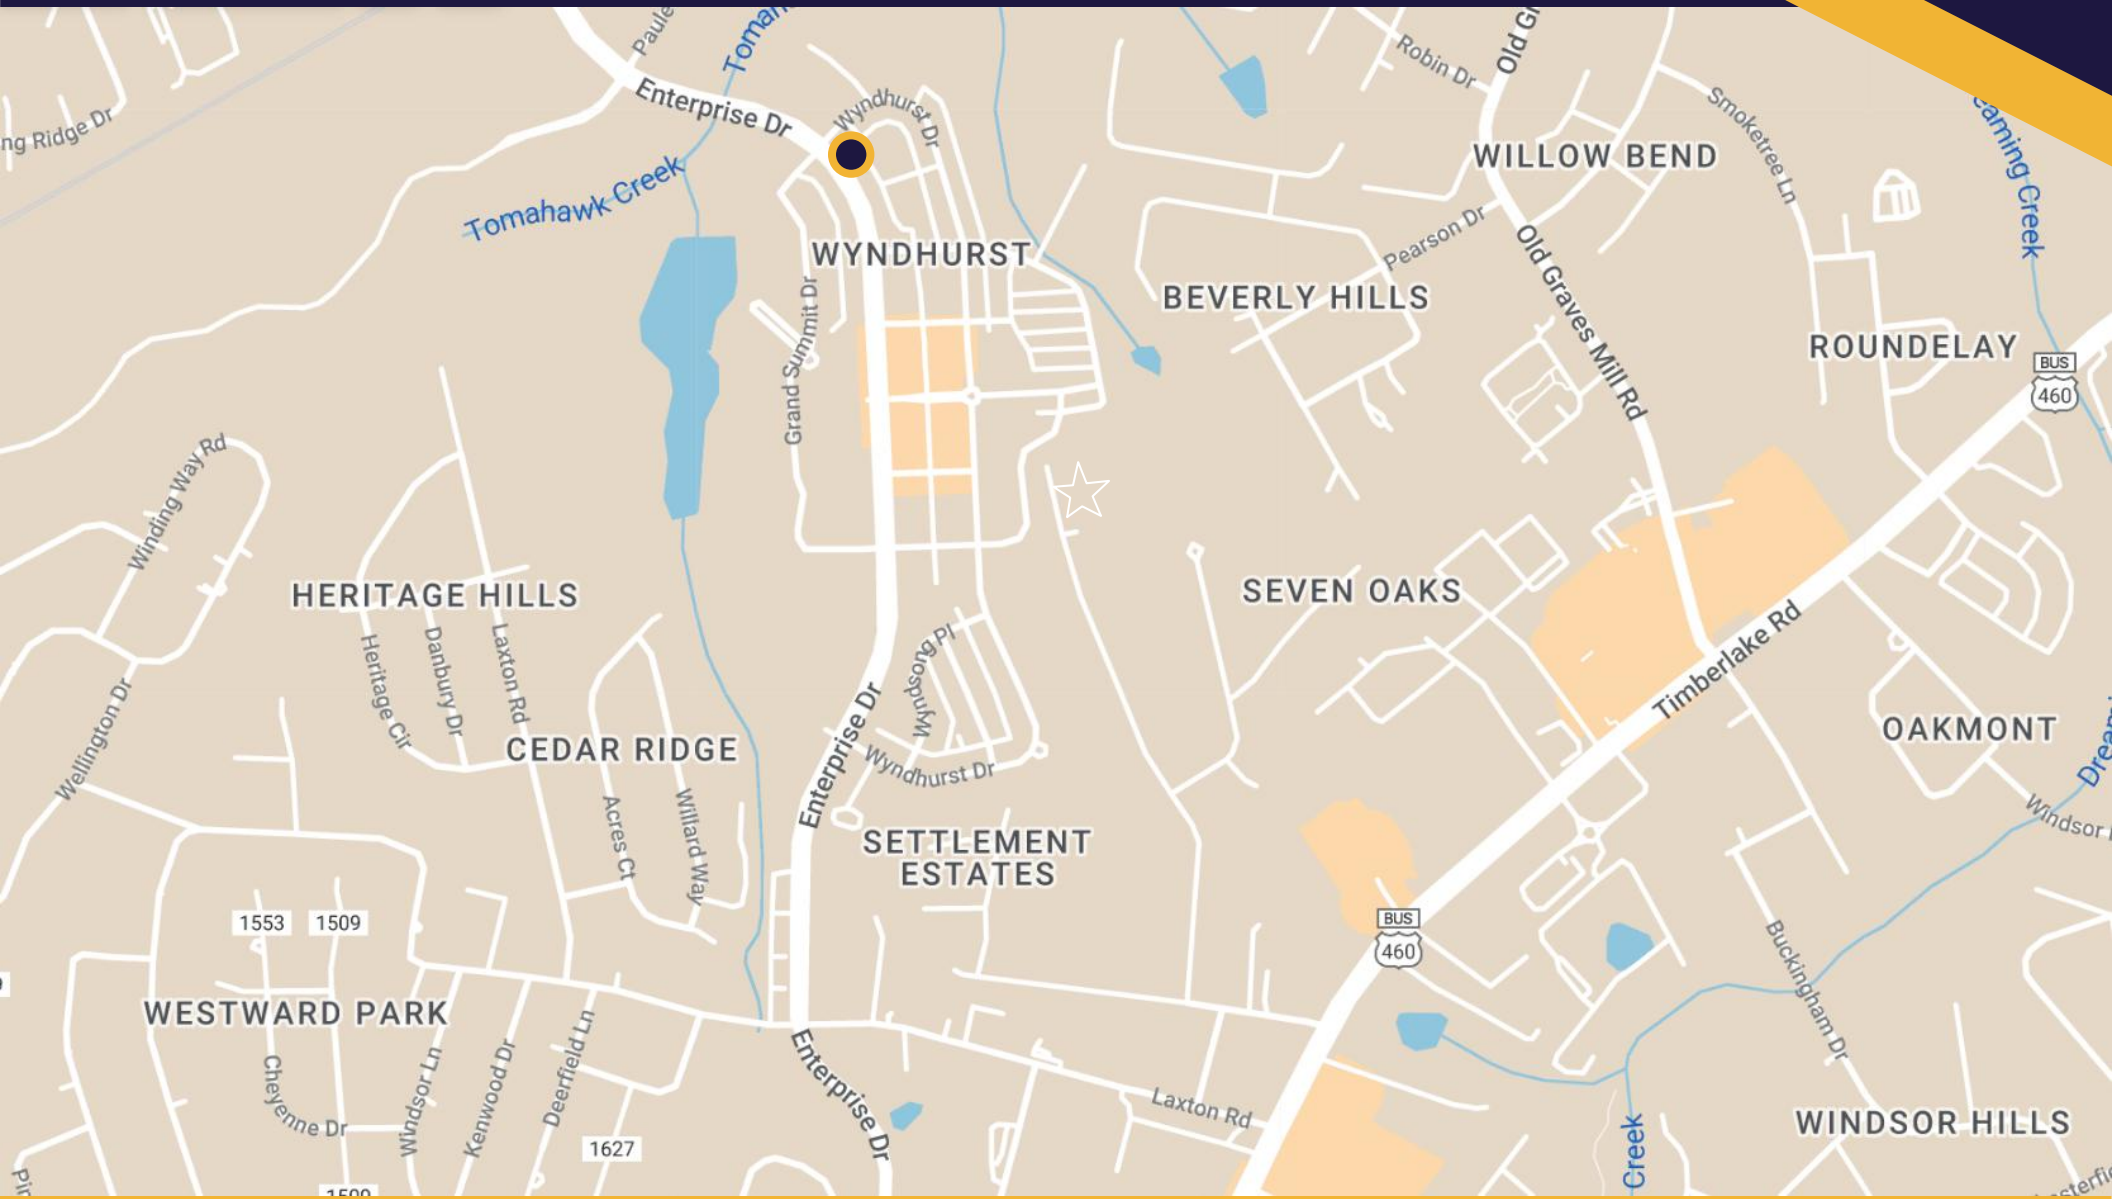 Enterprise Dr
Wyndhurst Dr
Robin Dr
Smoketree Ln
WILLOW BEND
Tomahawk Creek
WYNDHURST
Pearson Dr
BEVERLY HILLS
Old Graves Mill Rd
ROUNDELAY
BUS
460
Grand Summit Dr
Winding Way Rd
HERITAGE HILLS
SEVEN OAKS
Heritage Cir
Danbury Dr
Laxton Rd
Wyndsong Pl
Timberlake Rd
Wellington Dr
CEDAR RIDGE
Enterprise Dr
Wyndhurst Dr
OAKMONT
Acres Ct
Willard Way
SETTLEMENT
ESTATES
Windsor
1553
1509
BUS
460
WESTWARD PARK
Buckingham Dr
Cheyenne Dr
Windsor Ln
Kenwood Dr
Deerfield Ln
Enterprise Dr
Laxton Rd
WINDSOR HILLS
1627
Creek